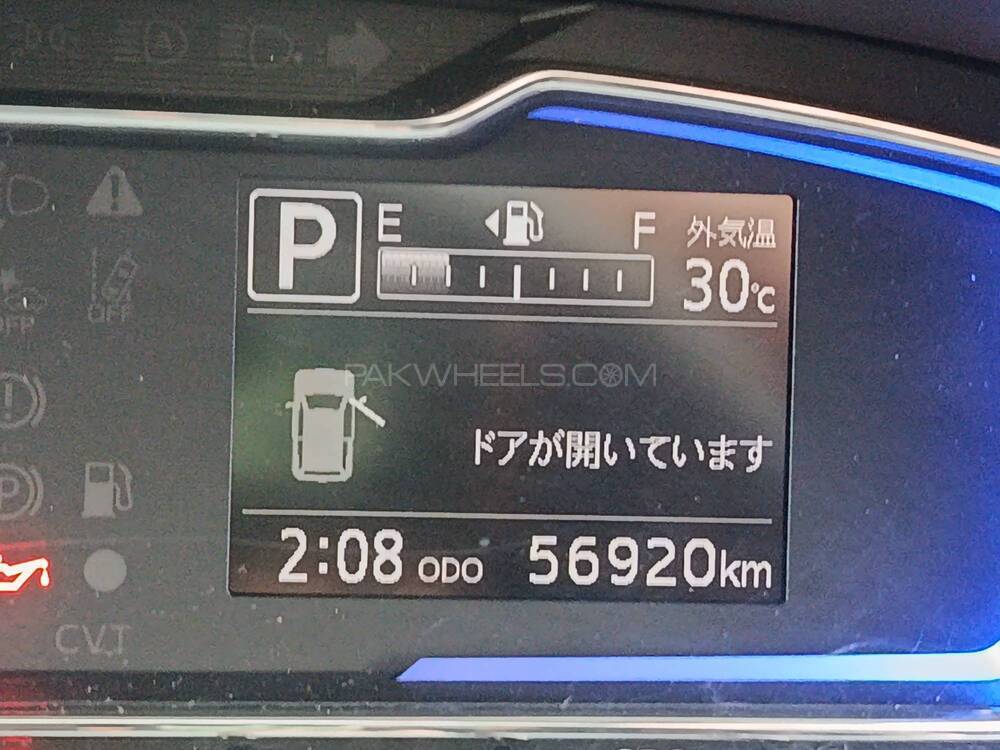 P E F 外気温
30℃
PAKWHEELS.COM
OFF OFF
ドアが開いています
P
2:08 ODO 56920km
CVT